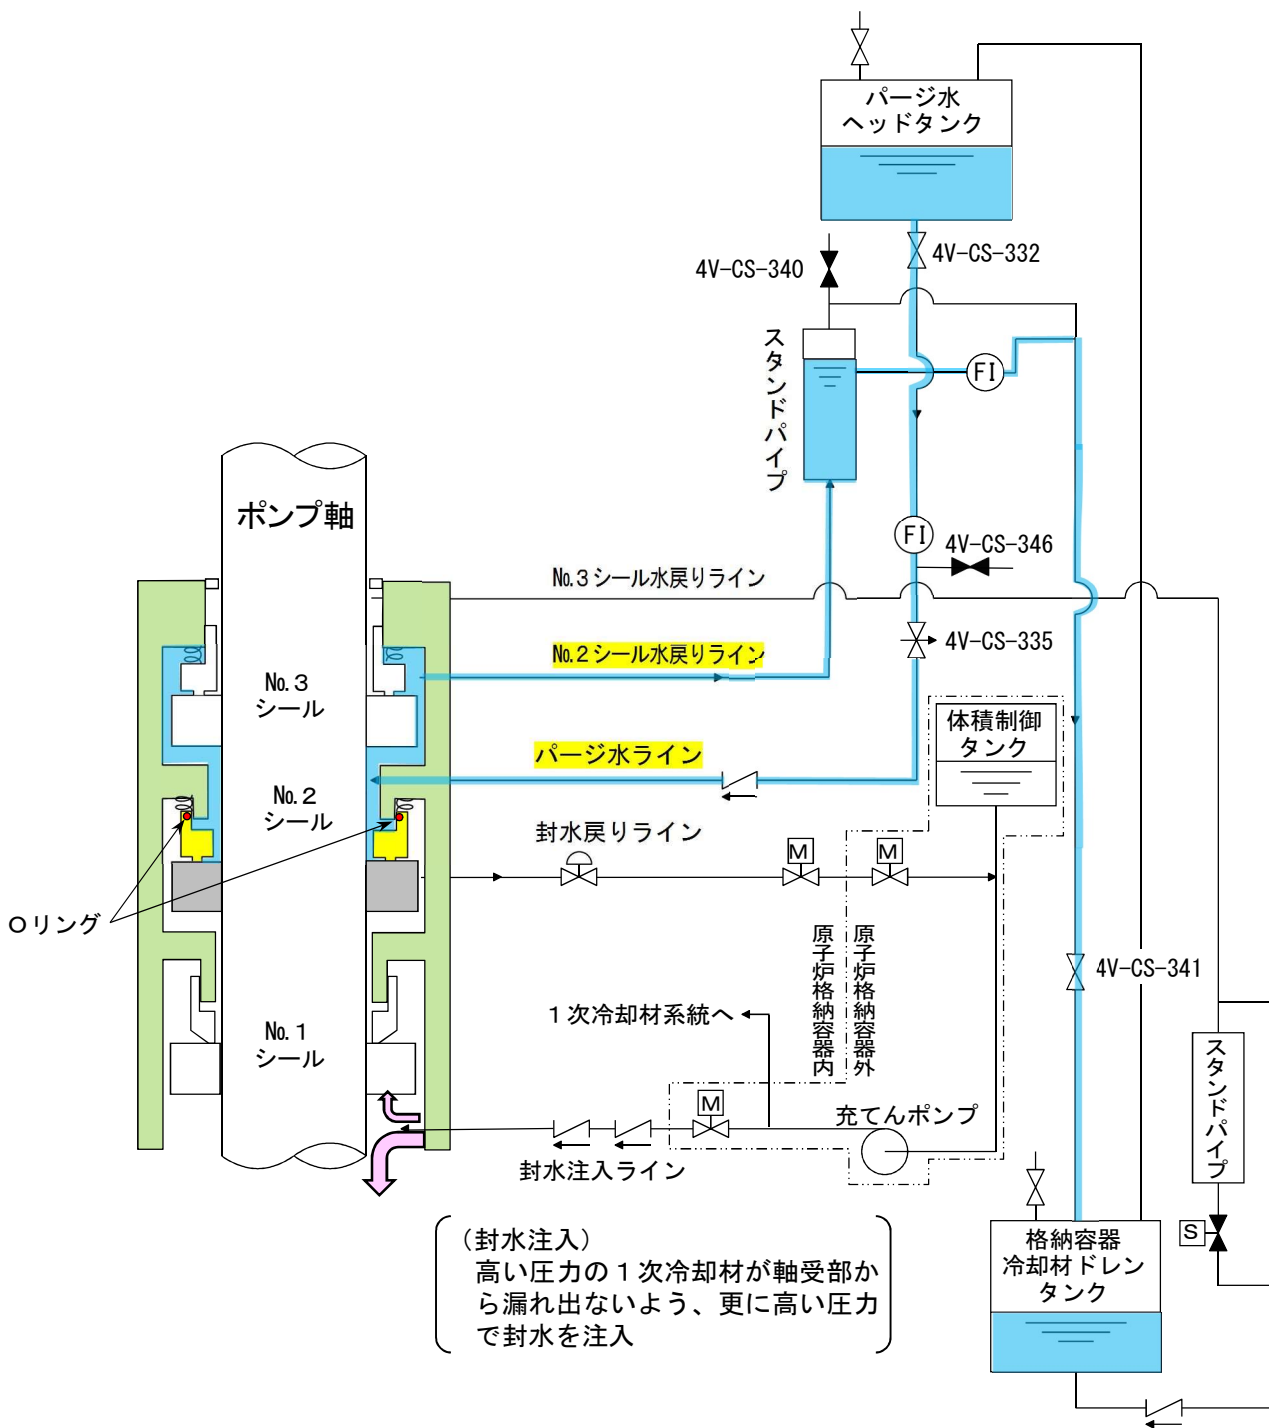 パージ水
ヘッドタンク
4V-CS-332
4V-CS-340
スタンドパイプ
FI
ポンプ軸
FI
4V-CS-346
№3シール水戻りライン
4V-CS-335
№2シール水戻りライン
№3
シール
体積制御
タンク
パージ水ライン
№2
シール
封水戻りライン
M
M
Oリング
原子炉格納容器内
原子炉格納容器外
4V-CS-341
1次冷却材系統へ
№1
シール
スタンドパイプ
M
充てんポンプ
封水注入ライン
S
(封水注入)
高い圧力の1次冷却材が軸受部か
ら漏れ出ないよう、更に高い圧力
で封水を注入
格納容器
冷却材ドレン
タンク